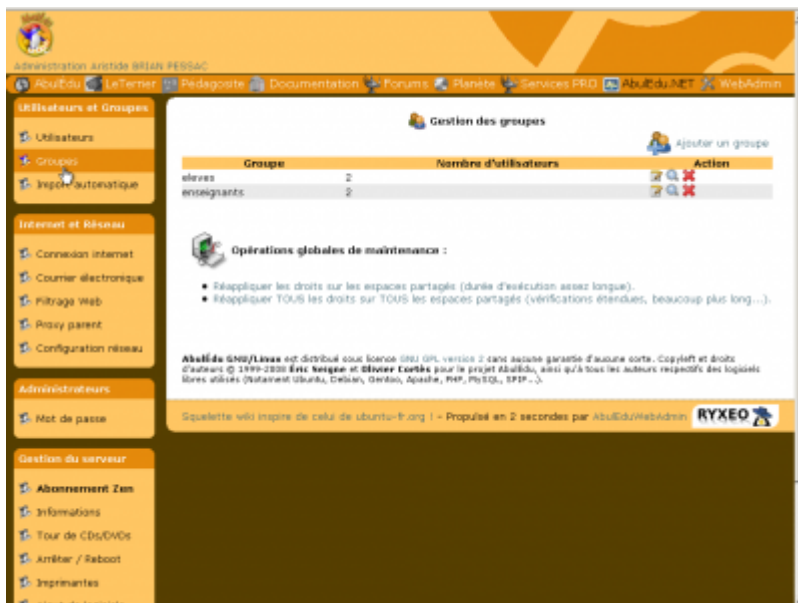 Administration Aristide BRIAN PESSAC
AbulÉdu LeTerrier Pédagosite Documentation Forums Planète Services PRO AbulÉdu.NET WebAdmin
Utilisateurs et Groupes
Utilisateurs
Groupes
Import automatique
Internet et Réseau
Connexion internet
Courrier électronique
Filtrage Web
Proxy parent
Configuration réseau
Administrateurs
Mot de passe
Gestion du serveur
Abonnement Zen
Informations
Tour de CDs/DVDs
Arrêter / Reboot
Imprimantes
Gestion des groupes
Ajouter un groupe
Groupe Nombre d'utilisateurs Action
eleves 2
enseignants 2
Opérations globales de maintenance :
Réappliquer les droits sur les espaces partagés (durée d'exécution assez longue).
Réappliquer TOUS les droits sur TOUS les espaces partagés (vérifications étendues, beaucoup plus long...).
AbulÉdu GNU/Linux est distribué sous licence GNU GPL version 2 sans aucune garantie d'aucune sorte. Copyleft et droits
d'auteurs © 1999-2008 Éric Seigne et Olivier Cortès pour le projet AbulÉdu, ainsi qu'à tous les auteurs respectifs des logiciels
libres utilisés (Notament Ubuntu, Debian, Gentoo, Apache, PHP, MySQL, SPIP...).
Squelette wiki inspire de celui de ubuntu-fr.org ! - Propulsé en 2 secondes par AbulEduWebAdmin RYXEO